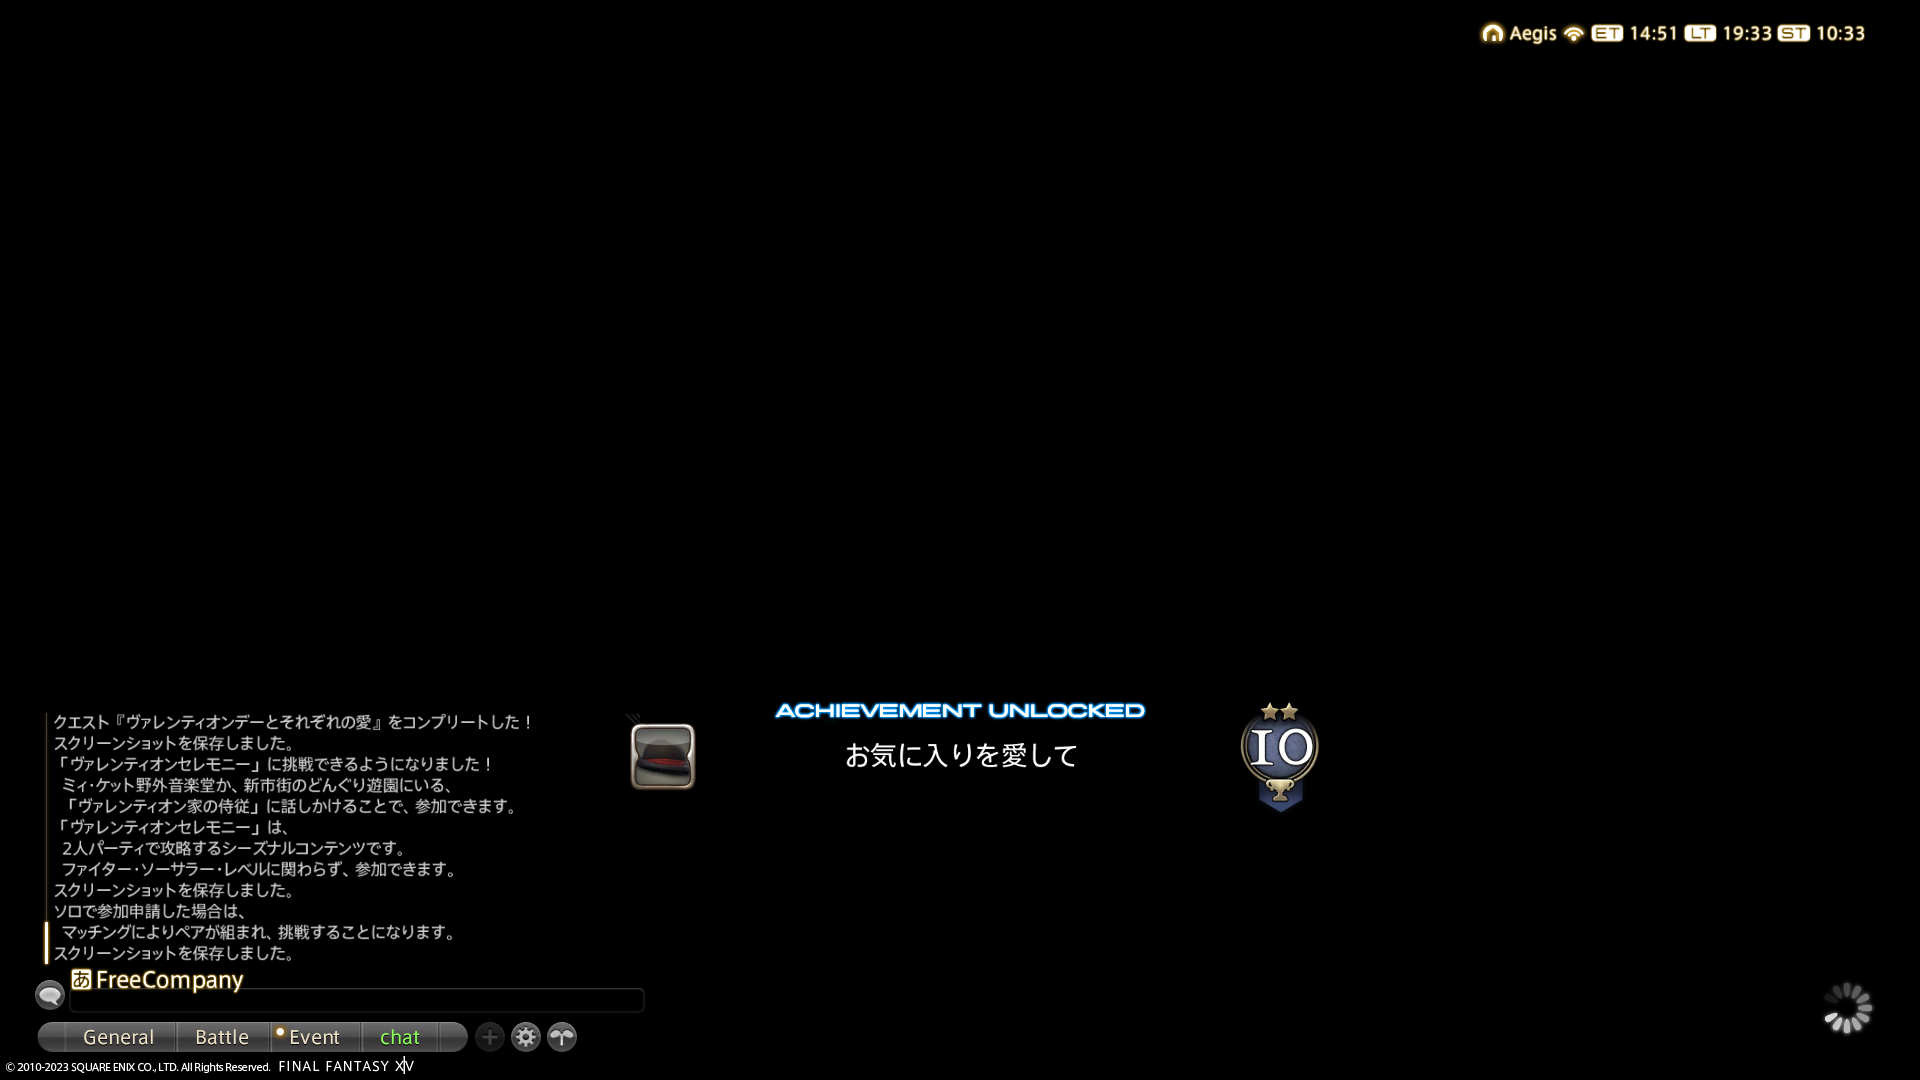 Aegis ET 14:51 LT 19:33 ST 10:33
ACHIEVEMENT UNLOCKED
お気に入りを愛して
10
クエスト『ヴァレンティオンデーとそれぞれの愛』をコンプリートした！
スクリーンショットを保存しました。
「ヴァレンティオンセレモニー」に挑戦できるようになりました！
ミィ・ケット野外音楽堂か、新市街のどんぐり遊園にいる、
「ヴァレンティオン家の侍従」に話しかけることで、参加できます。
「ヴァレンティオンセレモニー」は、
2人パーティで攻略するシーズナルコンテンツです。
ファイター・ソーサラー・レベルに関わらず、参加できます。
スクリーンショットを保存しました。
ソロで参加申請した場合は、
マッチングによりペアが組まれ、挑戦することになります。
スクリーンショットを保存しました。
あ FreeCompany
General Battle Event chat
© 2010-2023 SQUARE ENIX CO., LTD. All Rights Reserved. FINAL FANTASY XIV